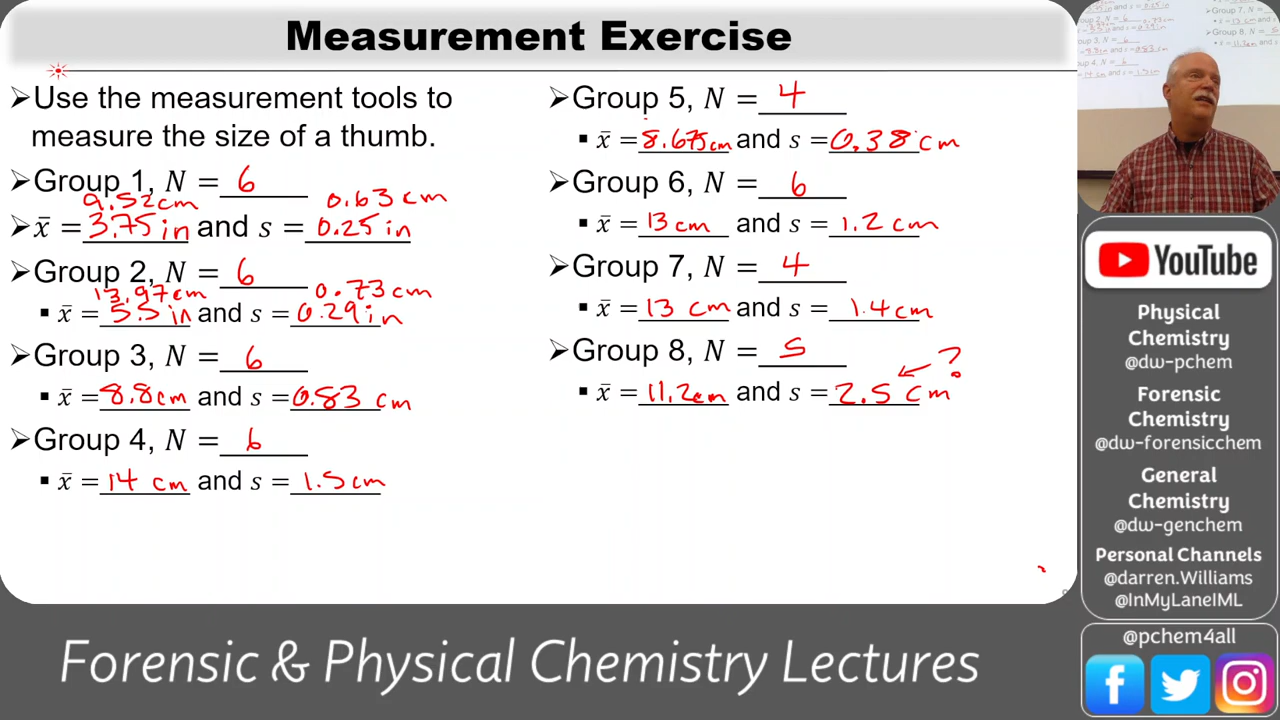 Measurement Exercise
➢Use the measurement tools to
measure the size of a thumb.
➢Group 1, N = 6
9.52cm 0.63 cm
➢x̄ = 3.75 in and s = 0.25 in
➢Group 2, N = 6
13.97cm 0.73 cm
▪ x̄ = 5.5 in and s = 0.29 in
➢Group 3, N = 6
▪ x̄ = 8.8cm and s = 0.83 cm
➢Group 4, N = 6
▪ x̄ = 14 cm and s = 1.5cm
➢Group 5, N = 4
▪ x̄ = 8.675cm and s = 0.38cm
➢Group 6, N = 6
▪ x̄ = 13 cm and s = 1.2 cm
➢Group 7, N = 4
▪ x̄ = 13 cm and s = 1.4cm
➢Group 8, N = 5
?
▪ x̄ = 11.2cm and s = 2.5 cm
YouTube
Physical
Chemistry
@dw-pchem
Forensic
Chemistry
@dw-forensicchem
General
Chemistry
@dw-genchem
Personal Channels
@darren.Williams
@InMyLaneIML
@pchem4all
Forensic & Physical Chemistry Lectures